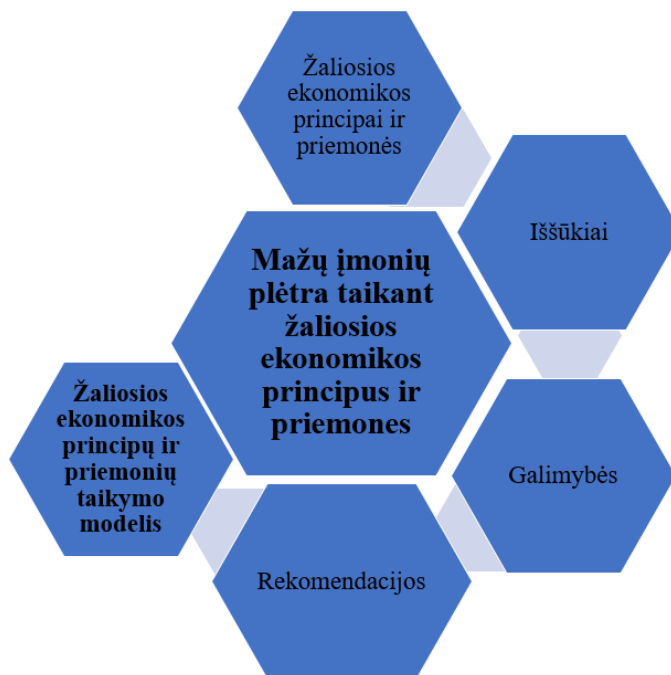 Žaliosios
ekonomikos
principai ir
priemonės
Iššūkiai
Mažų įmonių
plėtra taikant
žaliosios
ekonomikos
principus ir
priemones
Galimybės
Rekomendacijos
Žaliosios
ekonomikos
principų ir
priemonių
taikymo
modelis